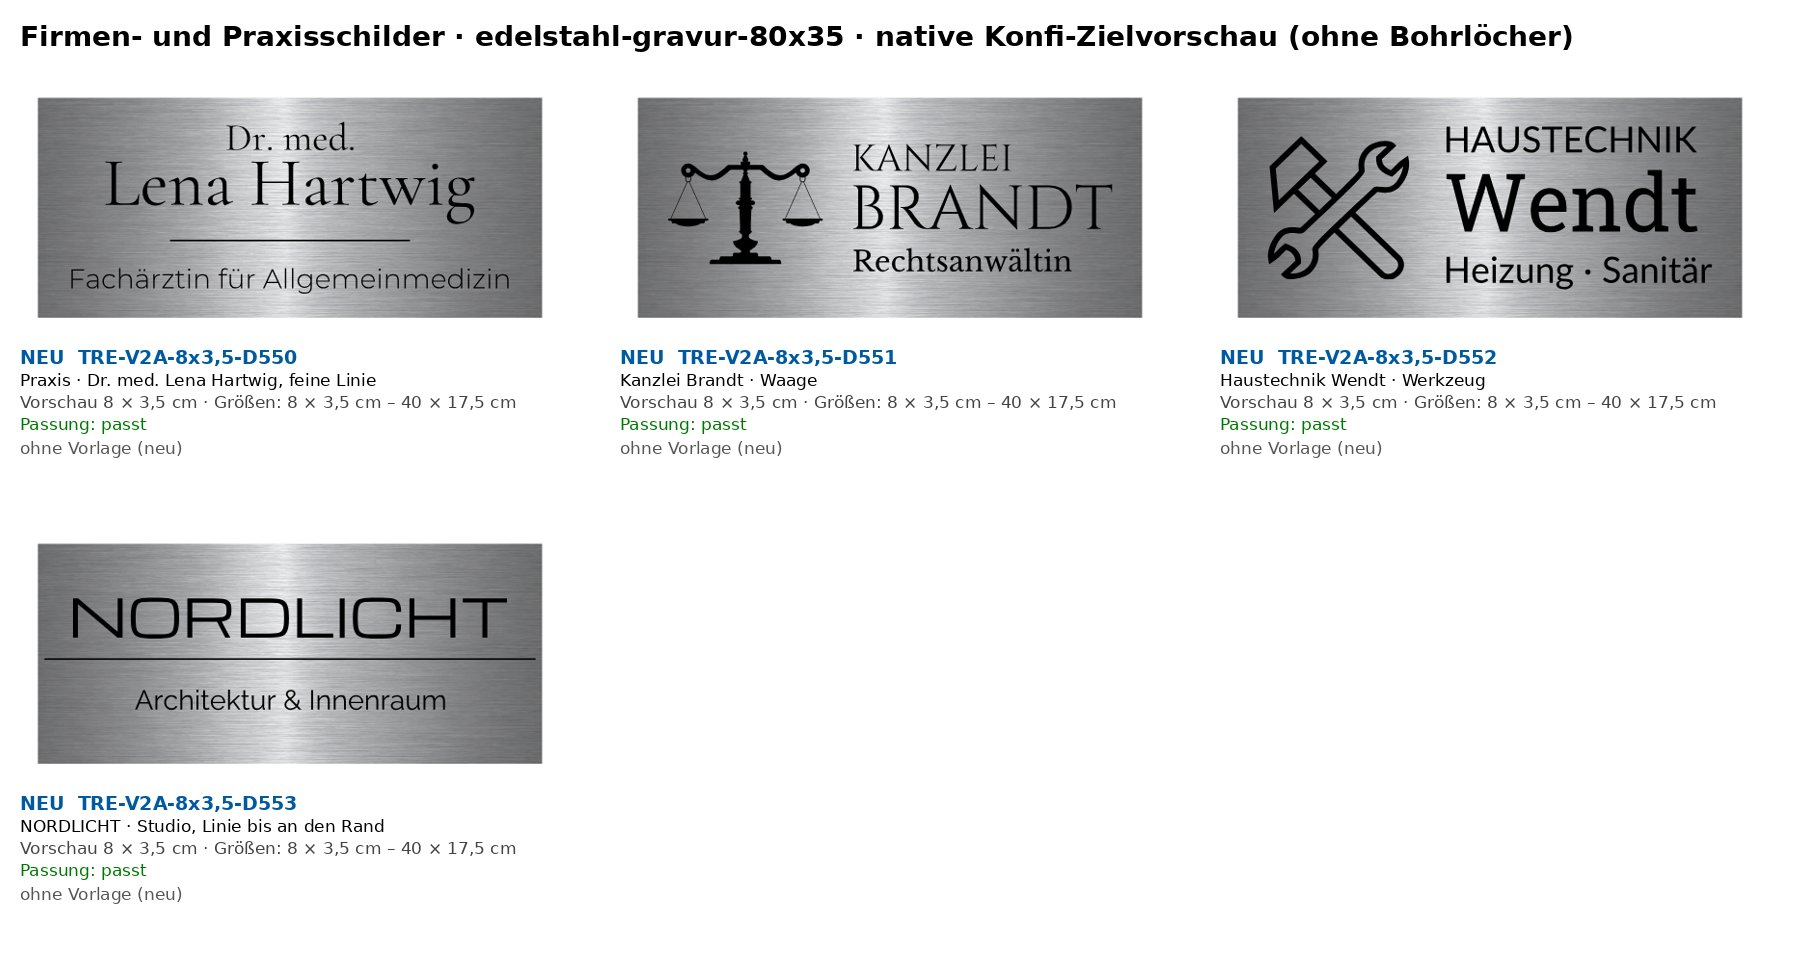 Firmen- und Praxisschilder · edelstahl-gravur-80x35 · native Konfi-Zielvorschau (ohne Bohrlöcher)
Dr. med.
Lena Hartwig
Fachärztin für Allgemeinmedizin
NEU TRE-V2A-8x3,5-D550
Praxis · Dr. med. Lena Hartwig, feine Linie
Vorschau 8 × 3,5 cm · Größen: 8 × 3,5 cm – 40 × 17,5 cm
Passung: passt
ohne Vorlage (neu)
KANZLEI
BRANDT
Rechtsanwältin
NEU TRE-V2A-8x3,5-D551
Kanzlei Brandt · Waage
Vorschau 8 × 3,5 cm · Größen: 8 × 3,5 cm – 40 × 17,5 cm
Passung: passt
ohne Vorlage (neu)
HAUSTECHNIK
Wendt
Heizung · Sanitär
NEU TRE-V2A-8x3,5-D552
Haustechnik Wendt · Werkzeug
Vorschau 8 × 3,5 cm · Größen: 8 × 3,5 cm – 40 × 17,5 cm
Passung: passt
ohne Vorlage (neu)
NORDLICHT
Architektur & Innenraum
NEU TRE-V2A-8x3,5-D553
NORDLICHT · Studio, Linie bis an den Rand
Vorschau 8 × 3,5 cm · Größen: 8 × 3,5 cm – 40 × 17,5 cm
Passung: passt
ohne Vorlage (neu)